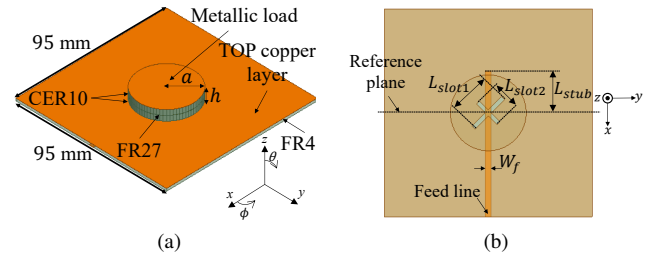 Metallic load
95 mm
TOP copper
layer
a
h
CER10
FR27
FR4
95 mm
z
θ
x
y
ϕ
(a)
Reference
plane
L_slot1
L_slot2
L_stub
z
y
x
W_f
Feed line
(b)